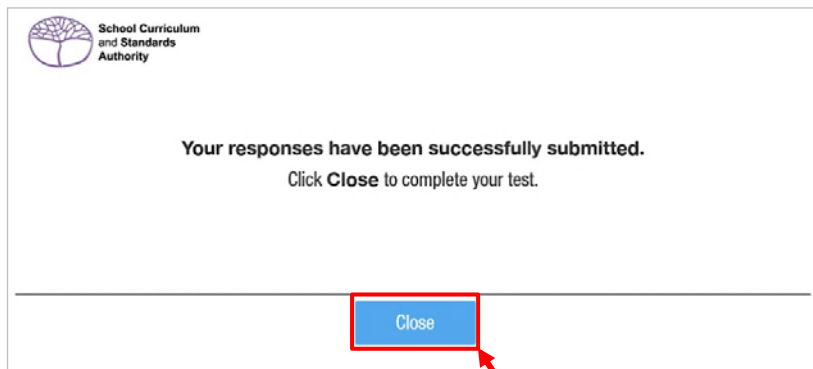 School Curriculum
and Standards
Authority
Your responses have been successfully submitted.
Click Close to complete your test.
Close